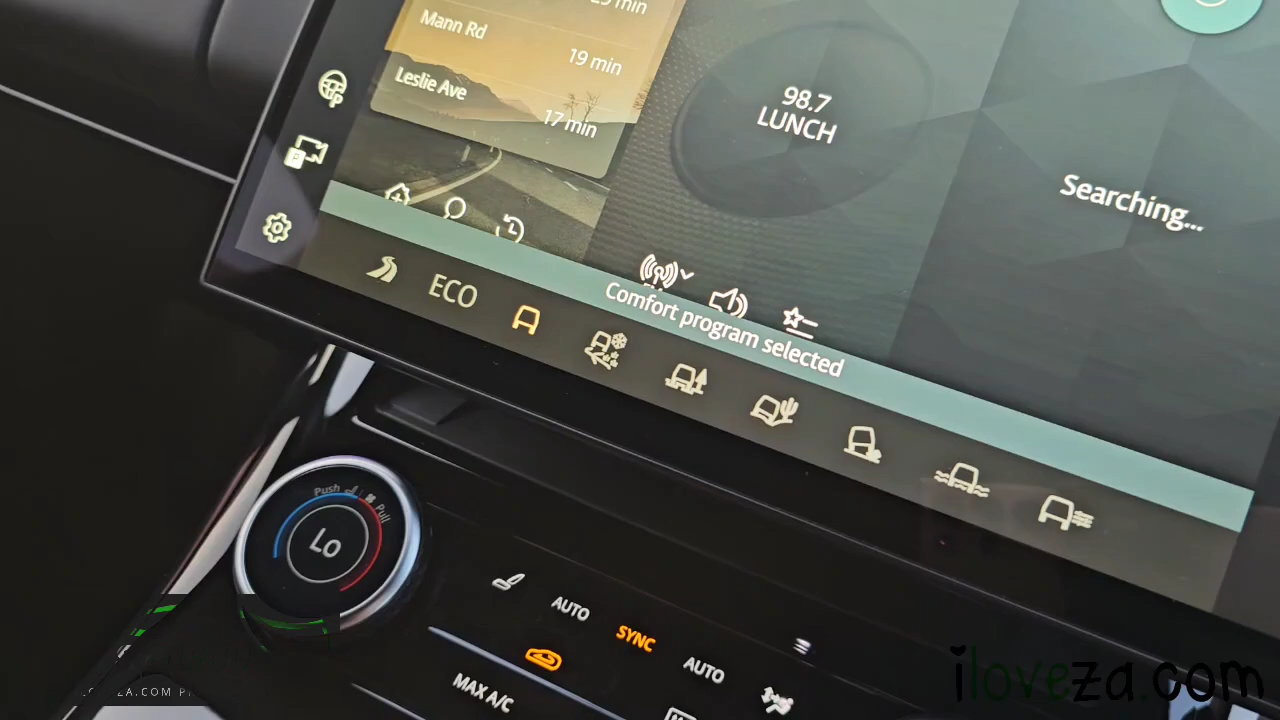 Mann Rd
19 min
Leslie Ave
17 min
98.7
LUNCH
Searching...
Comfort program selected
ECO
Push
Pull
Lo
AUTO
SYNC
AUTO
MAX A/C
iloveza.com